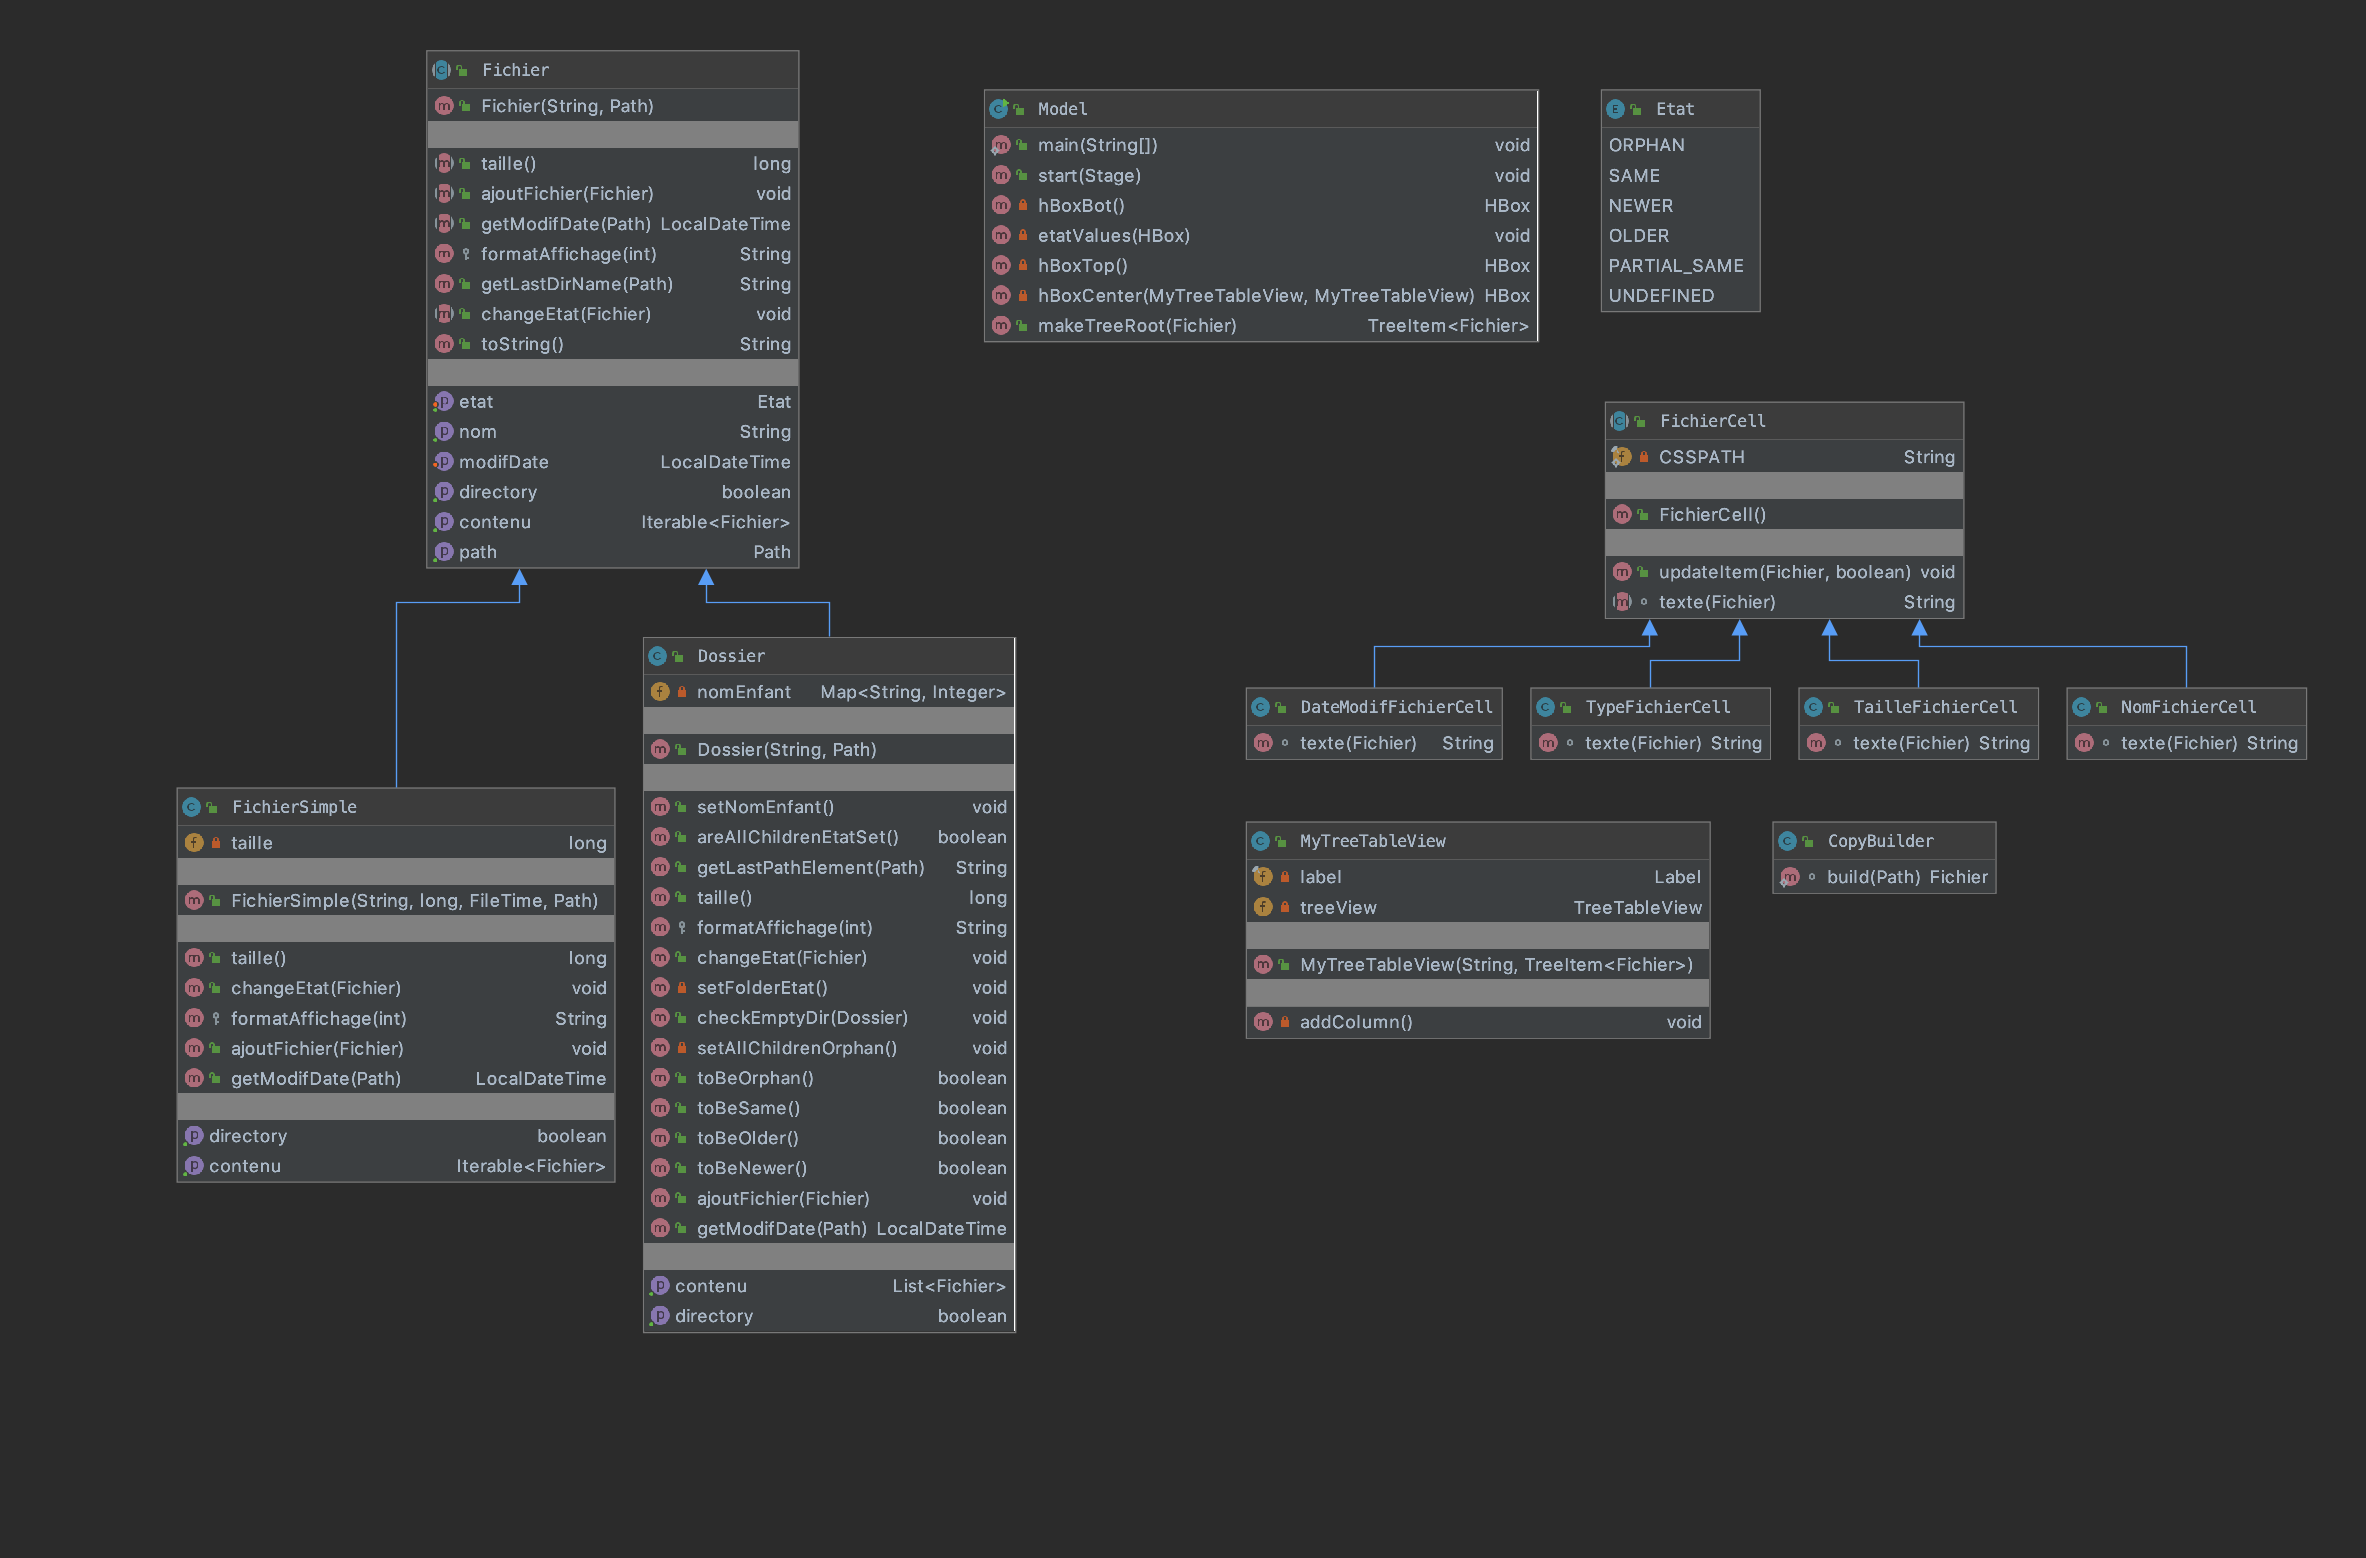 Fichier
Fichier(String, Path)
taille() long
ajoutFichier(Fichier) void
getModifDate(Path) LocalDateTime
formatAffichage(int) String
getLastDirName(Path) String
changeEtat(Fichier) void
toString() String
etat Etat
nom String
modifDate LocalDateTime
directory boolean
contenu Iterable<Fichier>
path Path
Model
main(String[]) void
start(Stage) void
hBoxBot() HBox
etatValues(HBox) void
hBoxTop() HBox
hBoxCenter(MyTreeTableView, MyTreeTableView) HBox
makeTreeRoot(Fichier) TreeItem<Fichier>
Etat
ORPHAN
SAME
NEWER
OLDER
PARTIAL_SAME
UNDEFINED
FichierCell
CSSPATH String
FichierCell()
updateItem(Fichier, boolean) void
texte(Fichier) String
FichierSimple
taille long
FichierSimple(String, long, FileTime, Path)
taille() long
changeEtat(Fichier) void
formatAffichage(int) String
ajoutFichier(Fichier) void
getModifDate(Path) LocalDateTime
directory boolean
contenu Iterable<Fichier>
Dossier
nomEnfant Map<String, Integer>
Dossier(String, Path)
setNomEnfant() void
areAllChildrenEtatSet() boolean
getLastPathElement(Path) String
taille() long
formatAffichage(int) String
changeEtat(Fichier) void
setFolderEtat() void
checkEmptyDir(Dossier) void
setAllChildrenOrphan() void
toBeOrphan() boolean
toBeSame() boolean
toBeOlder() boolean
toBeNewer() boolean
ajoutFichier(Fichier) void
getModifDate(Path) LocalDateTime
contenu List<Fichier>
directory boolean
DateModifFichierCell
texte(Fichier) String
TypeFichierCell
texte(Fichier) String
TailleFichierCell
texte(Fichier) String
NomFichierCell
texte(Fichier) String
MyTreeTableView
label Label
treeView TreeTableView
MyTreeTableView(String, TreeItem<Fichier>)
addColumn() void
CopyBuilder
build(Path) Fichier